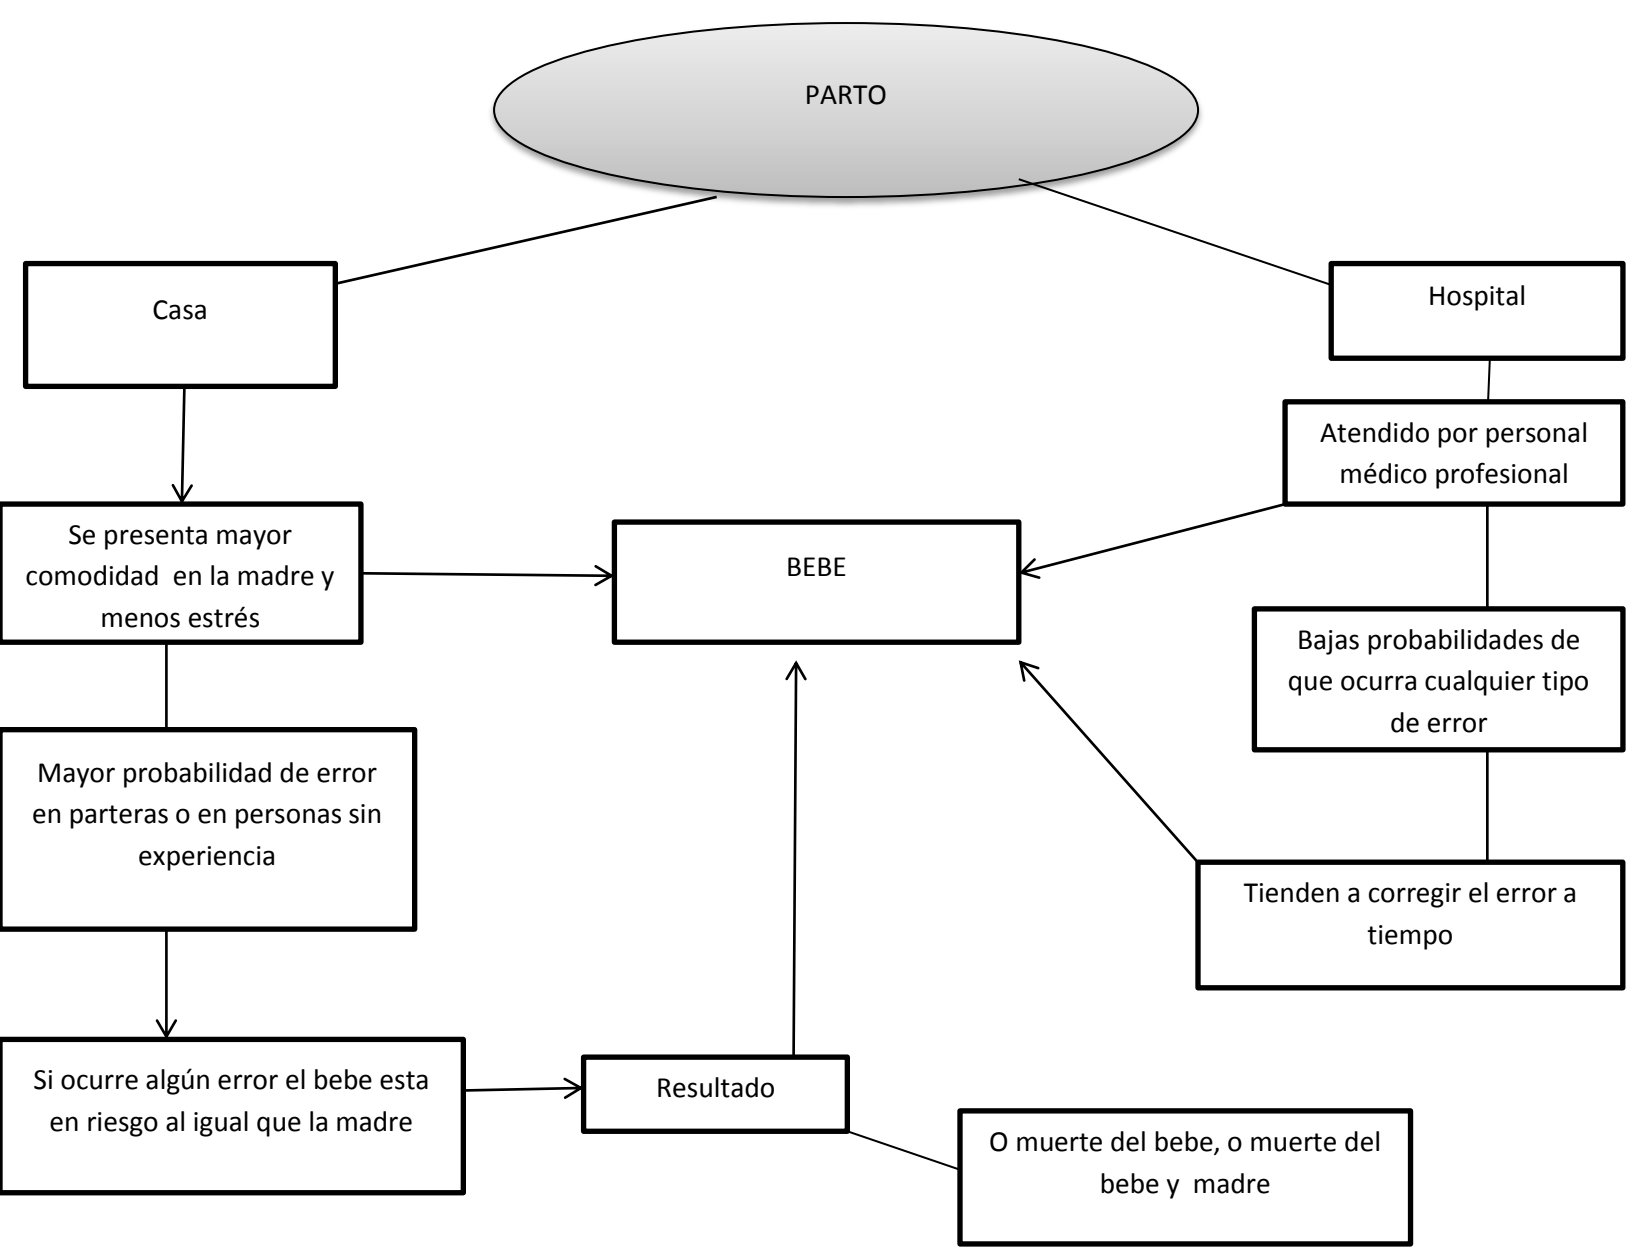 PARTO
Casa
Hospital
Atendido por personal
médico profesional
Se presenta mayor
comodidad  en la madre y
menos estrés
BEBE
Bajas probabilidades de
que ocurra cualquier tipo
de error
Mayor probabilidad de error
en parteras o en personas sin
experiencia
Tienden a corregir el error a
tiempo
Si ocurre algún error el bebe esta
en riesgo al igual que la madre
Resultado
O muerte del bebe, o muerte del
bebe y  madre